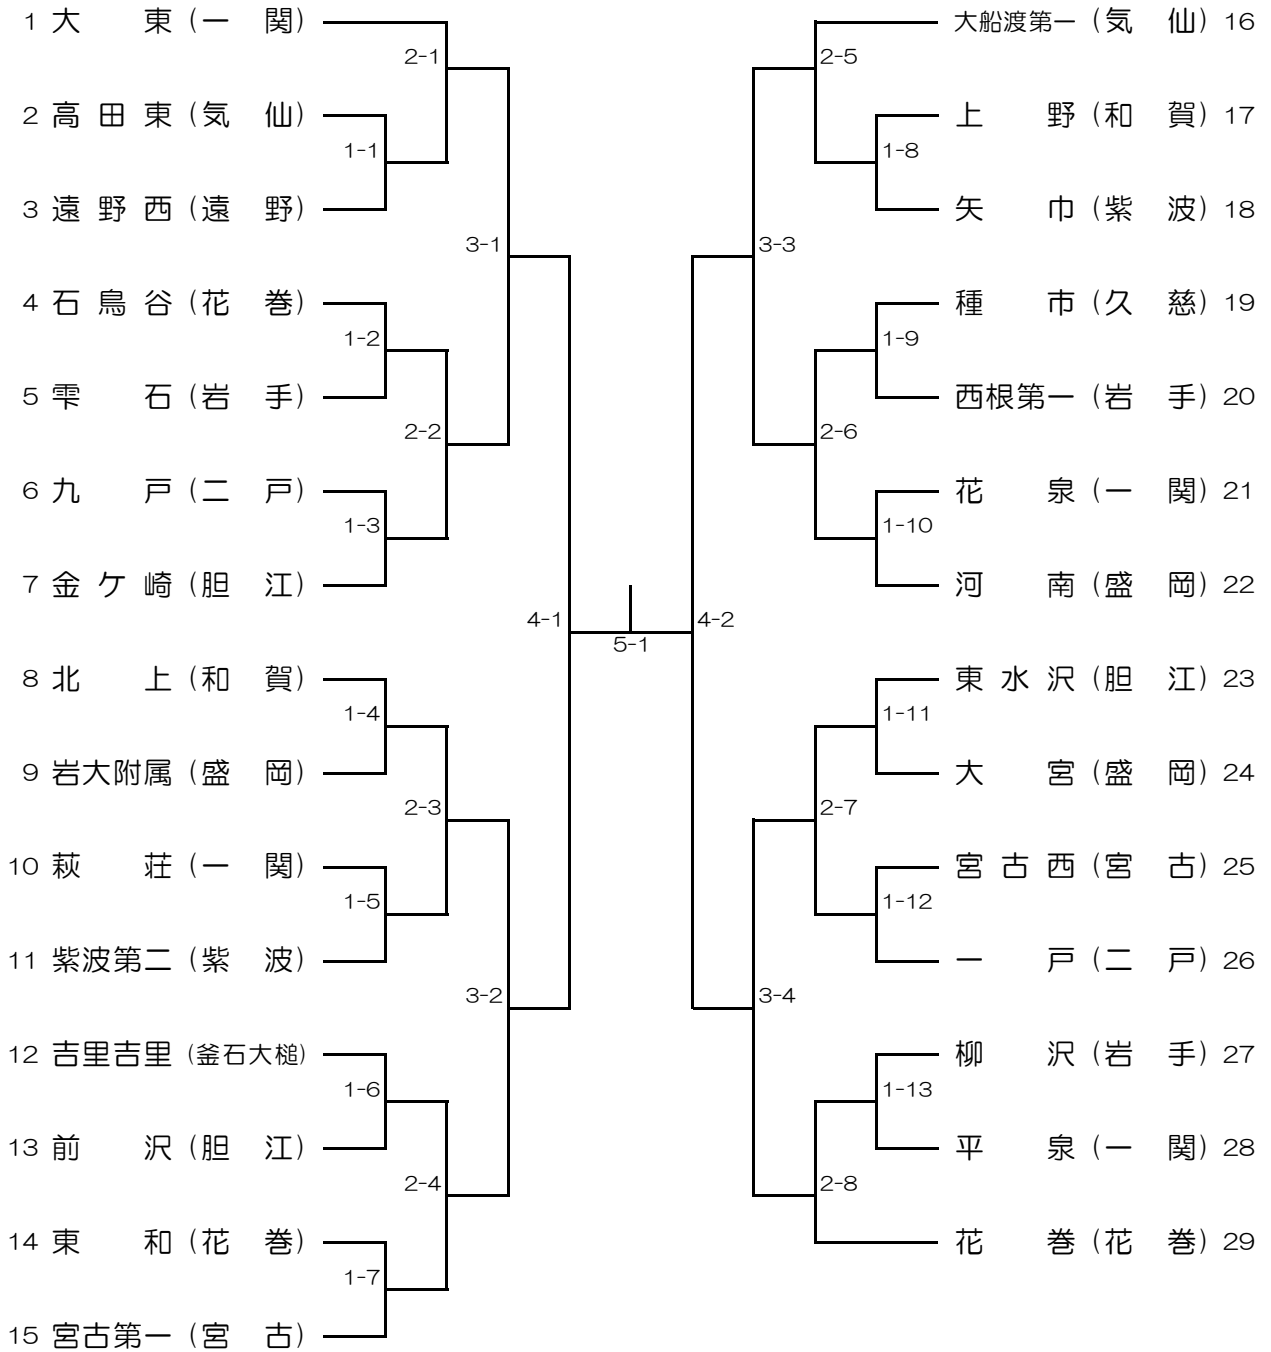 1 大 東（一 関）
2-1
2 高 田 東（気 仙）
1-1
3 遠 野 西（遠 野）
3-1
4 石 鳥 谷（花 巻）
1-2
5 雫 石（岩 手）
2-2
6 九 戸（二 戸）
1-3
7 金 ケ 崎（胆 江）
4-1
8 北 上（和 賀）
1-4
9 岩大附属（盛 岡）
2-3
10 萩 荘（一 関）
1-5
11 紫波第二（紫 波）
3-2
12 吉里吉里（釜石大槌）
1-6
13 前 沢（胆 江）
2-4
14 東 和（花 巻）
1-7
15 宮古第一（宮 古）
5-1
大船渡第一（気 仙）16
2-5
上 野（和 賀）17
1-8
矢 巾（紫 波）18
3-3
種 市（久 慈）19
1-9
西根第一（岩 手）20
2-6
花 泉（一 関）21
1-10
河 南（盛 岡）22
4-2
東 水 沢（胆 江）23
1-11
大 宮（盛 岡）24
2-7
宮 古 西（宮 古）25
1-12
一 戸（二 戸）26
3-4
柳 沢（岩 手）27
1-13
平 泉（一 関）28
2-8
花 巻（花 巻）29